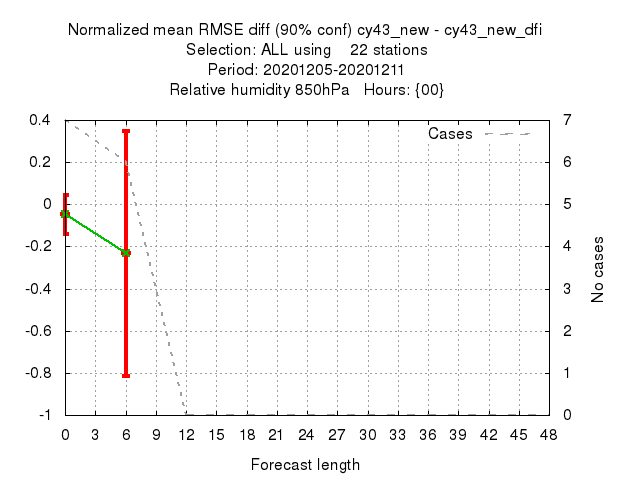 Normalized mean RMSE diff (90% conf) cy43_new - cy43_new_dfi
Selection: ALL using 22 stations
Period: 20201205-20201211
Relative humidity 850hPa Hours: {00}
Cases
0.4
0.2
0
-0.2
-0.4
-0.6
-0.8
-1
7
6
5
4
3
2
1
0
No cases
0 3 6 9 12 15 18 21 24 27 30 33 36 39 42 45 48
Forecast length